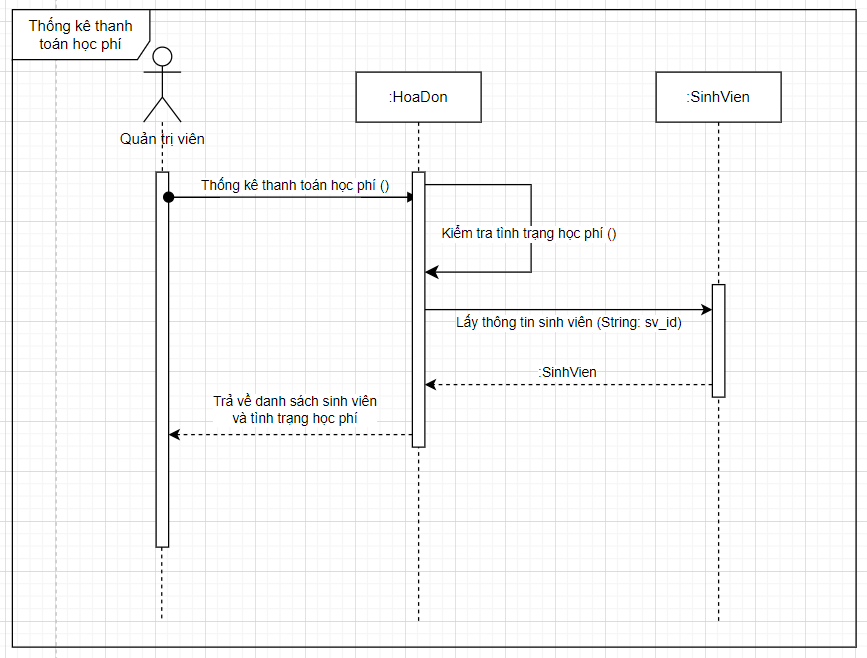 Thống kê thanh
toán học phí
Quản trị viên
:HoaDon
:SinhVien
Thống kê thanh toán học phí ()
Kiểm tra tình trạng học phí ()
Lấy thông tin sinh viên (String: sv_id)
:SinhVien
Trả về danh sách sinh viên
và tình trạng học phí